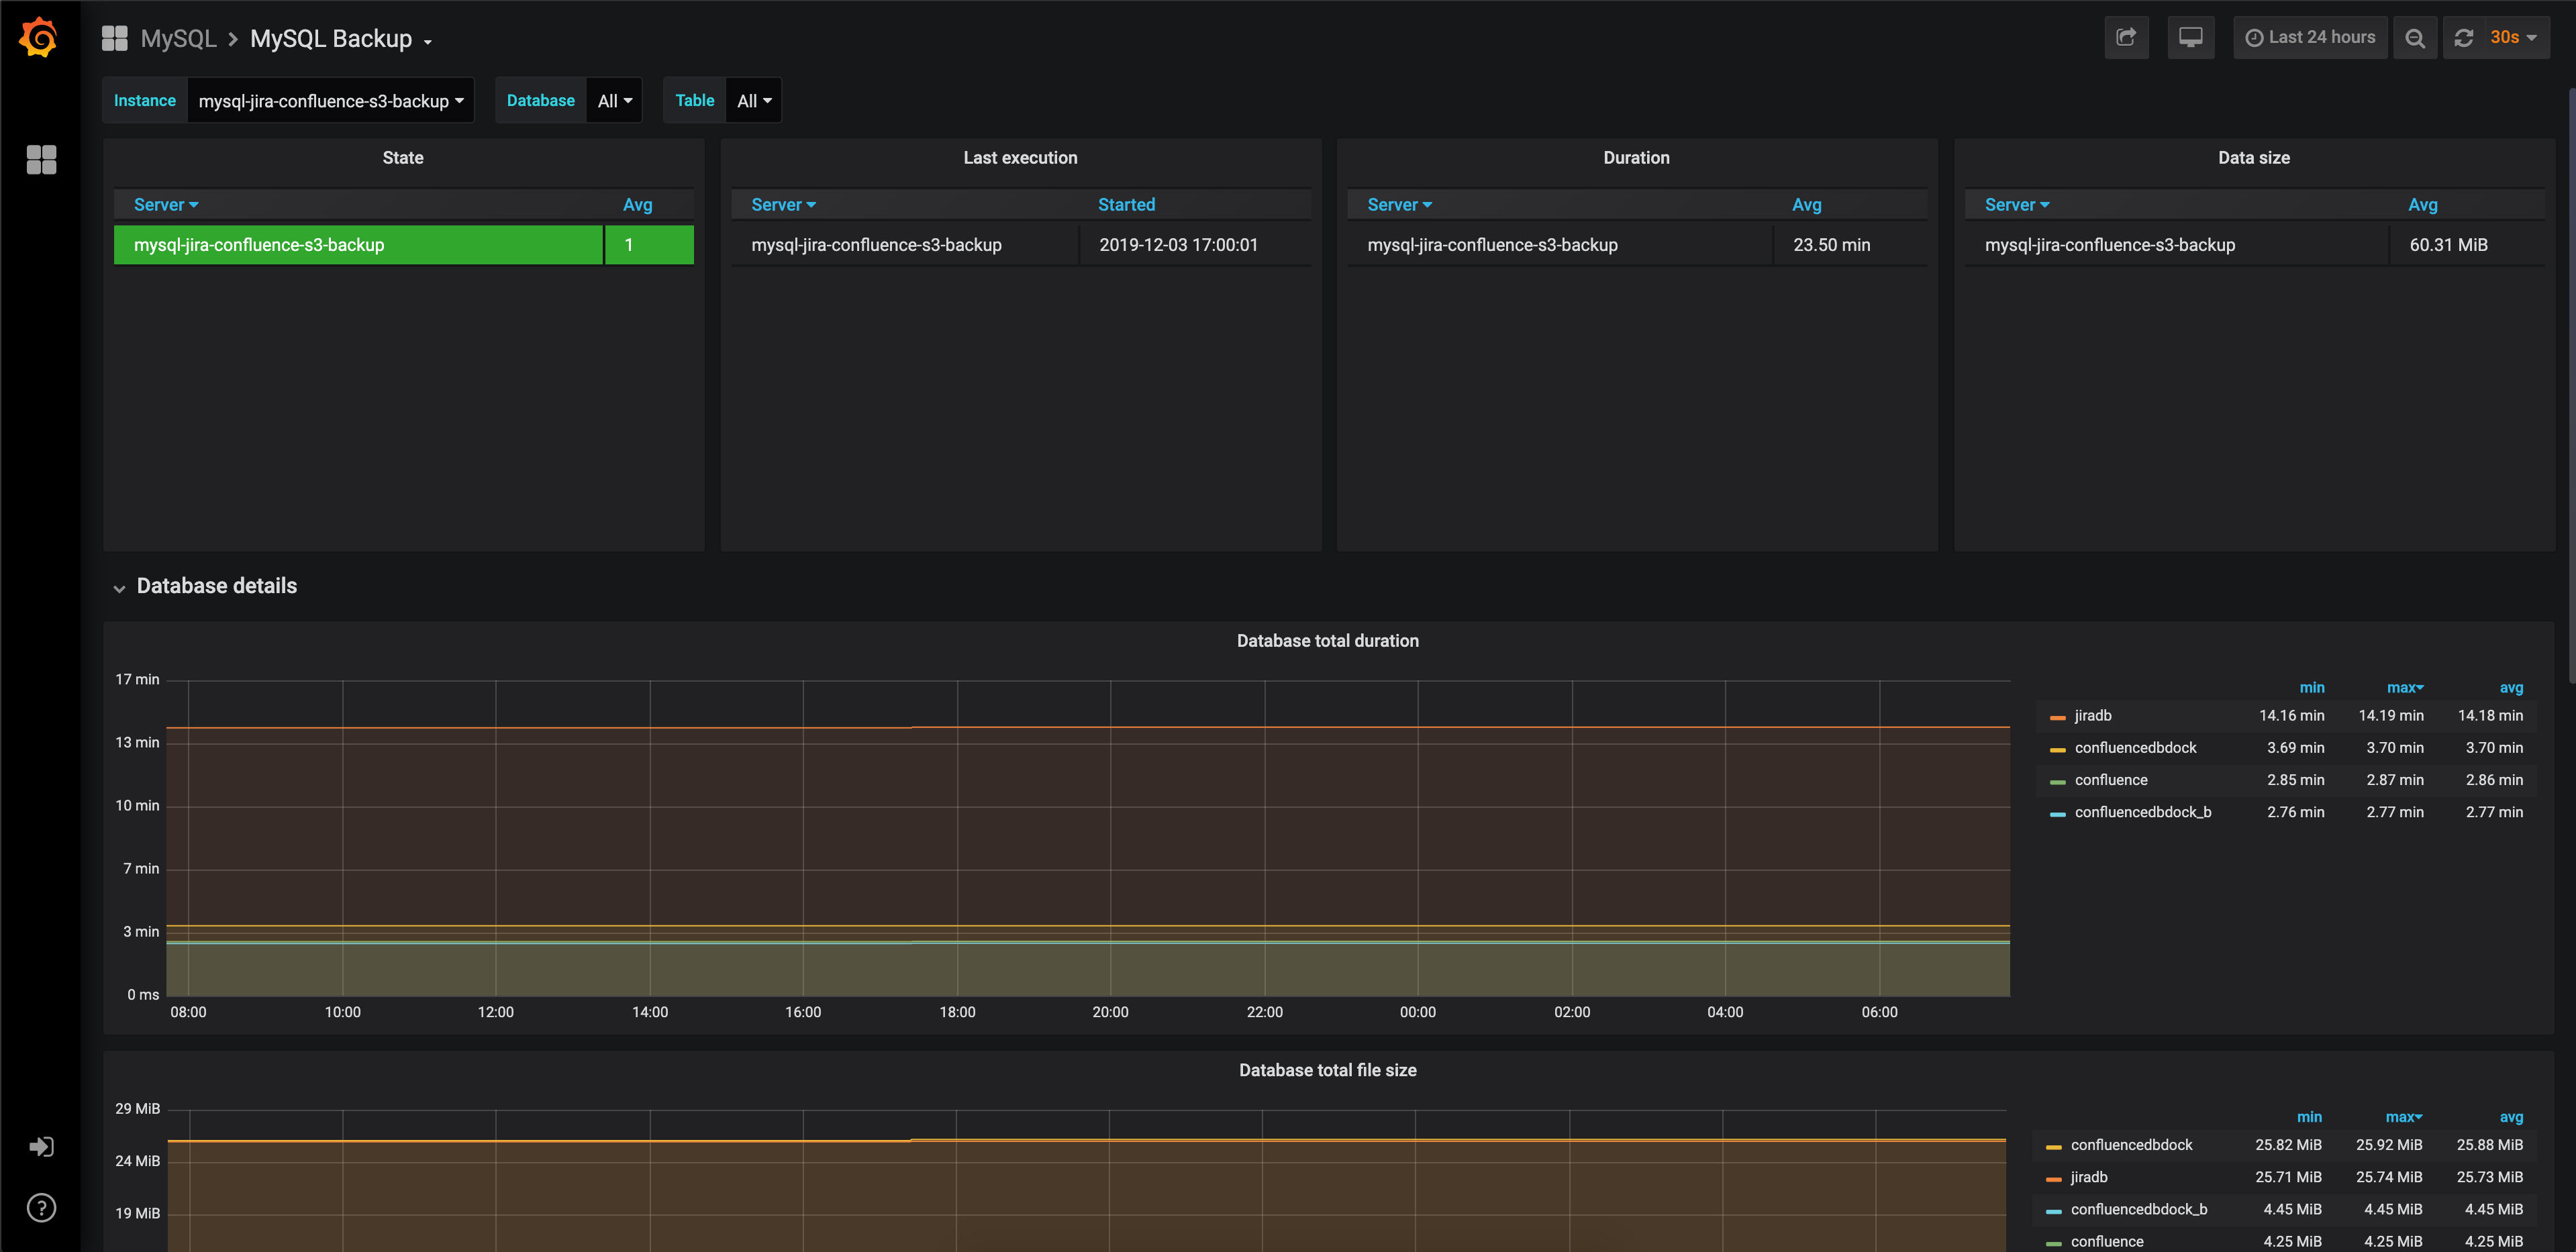 MySQL > MySQL Backup
Last 24 hours
30s
Instance mysql-jira-confluence-s3-backup Database All Table All
State
Server Avg
mysql-jira-confluence-s3-backup 1
Last execution
Server Started
mysql-jira-confluence-s3-backup 2019-12-03 17:00:01
Duration
Server Avg
mysql-jira-confluence-s3-backup 23.50 min
Data size
Server Avg
mysql-jira-confluence-s3-backup 60.31 MiB
Database details
Database total duration
17 min
13 min
10 min
7 min
3 min
0 ms
08:00 10:00 12:00 14:00 16:00 18:00 20:00 22:00 00:00 02:00 04:00 06:00
min max avg
jiradb 14.16 min 14.19 min 14.18 min
confluencedbdock 3.69 min 3.70 min 3.70 min
confluence 2.85 min 2.87 min 2.86 min
confluencedbdock_b 2.76 min 2.77 min 2.77 min
Database total file size
29 MiB
24 MiB
19 MiB
min max avg
confluencedbdock 25.82 MiB 25.92 MiB 25.88 MiB
jiradb 25.71 MiB 25.74 MiB 25.73 MiB
confluencedbdock_b 4.45 MiB 4.45 MiB 4.45 MiB
confluence 4.25 MiB 4.25 MiB 4.25 MiB